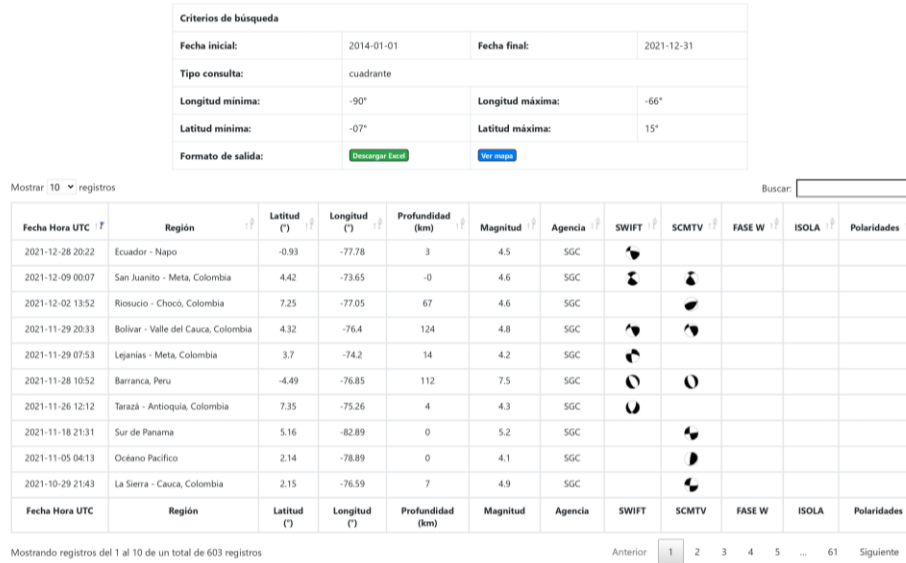 Criterios de búsqueda
Fecha inicial: 2014-01-01 Fecha final: 2021-12-31
Tipo consulta: cuadrante
Longitud mínima: -90° Longitud máxima: -66°
Latitud mínima: -07° Latitud máxima: 15°
Formato de salida: Descargar Excel Ver mapa
Mostrar 10 registros Buscar:
Fecha Hora UTC Región Latitud (°) Longitud (°) Profundidad (km) Magnitud Agencia SWIFT SCMTV FASE W ISOLA Polaridades
2021-12-28 20:22 Ecuador - Napo -0.93 -77.78 3 4.5 SGC
2021-12-09 00:07 San Juanito - Meta, Colombia 4.42 -73.65 -0 4.6 SGC
2021-12-02 13:52 Riosucio - Chocó, Colombia 7.25 -77.05 67 4.6 SGC
2021-11-29 20:33 Bolívar - Valle del Cauca, Colombia 4.32 -76.4 124 4.8 SGC
2021-11-29 07:53 Lejanías - Meta, Colombia 3.7 -74.2 14 4.2 SGC
2021-11-28 10:52 Barranca, Peru -4.49 -76.85 112 7.5 SGC
2021-11-26 12:12 Tarazá - Antioquia, Colombia 7.35 -75.26 4 4.3 SGC
2021-11-18 21:31 Sur de Panama 5.16 -82.89 0 5.2 SGC
2021-11-05 04:13 Océano Pacífico 2.14 -78.89 0 4.1 SGC
2021-10-29 21:43 La Sierra - Cauca, Colombia 2.15 -76.59 7 4.9 SGC
Fecha Hora UTC Región Latitud (°) Longitud (°) Profundidad (km) Magnitud Agencia SWIFT SCMTV FASE W ISOLA Polaridades
Mostrando registros del 1 al 10 de un total de 603 registros Anterior 1 2 3 4 5 ... 61 Siguiente